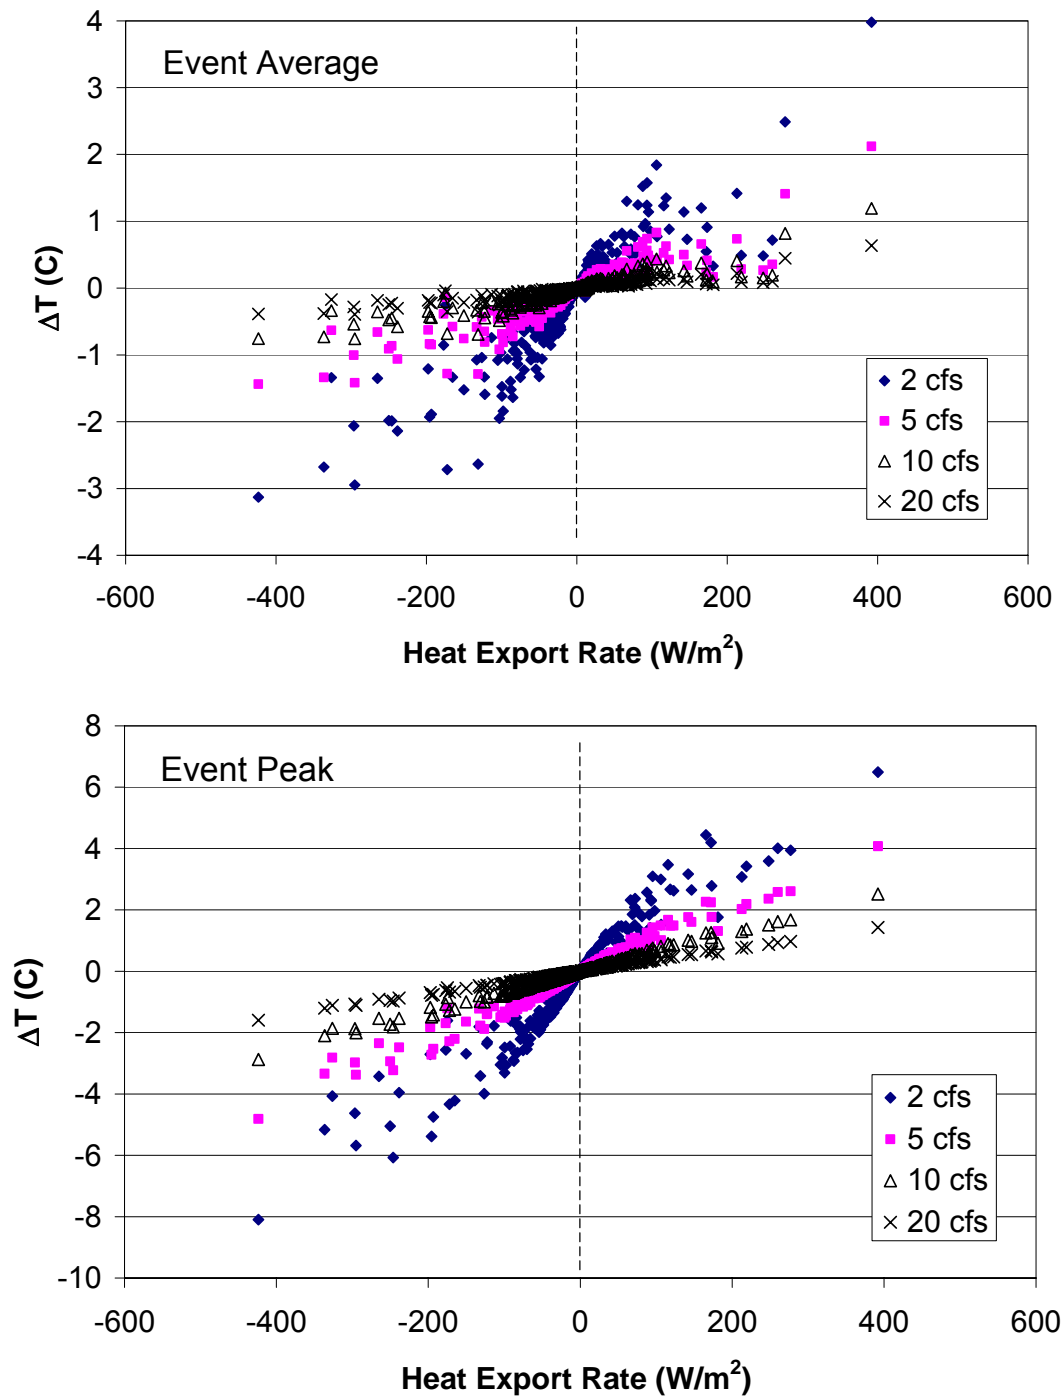 Event Average
4
3
2
1
0
-1
-2
-3
-4
ΔT (C)
2 cfs
5 cfs
10 cfs
20 cfs
-600 -400 -200 0 200 400 600
Heat Export Rate (W/m²)
Event Peak
8
6
4
2
0
-2
-4
-6
-8
-10
ΔT (C)
2 cfs
5 cfs
10 cfs
20 cfs
-600 -400 -200 0 200 400 600
Heat Export Rate (W/m²)